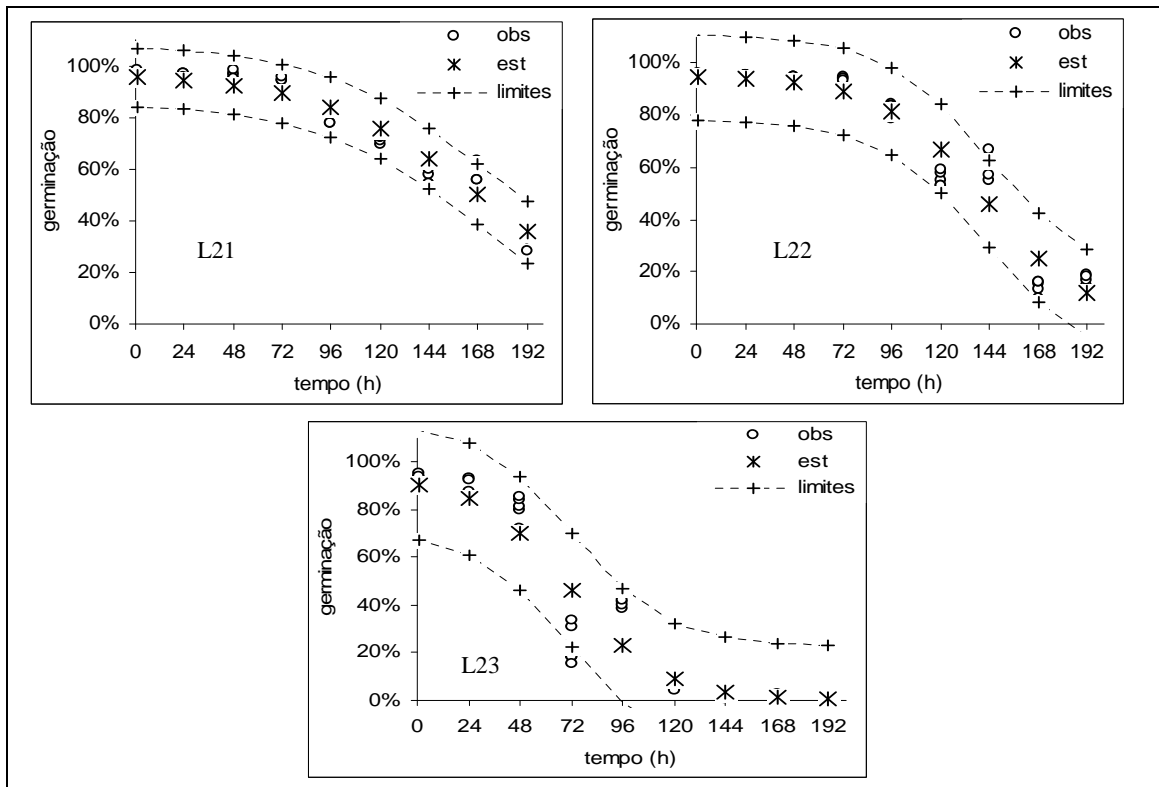 obs
est
limites
100%
80%
60%
40%
20%
0%
germinação
L21
0 24 48 72 96 120 144 168 192
tempo (h)
obs
est
limites
100%
80%
60%
40%
20%
0%
germinação
L22
0 24 48 72 96 120 144 168 192
tempo (h)
obs
est
limites
100%
80%
60%
40%
20%
0%
germinação
L23
0 24 48 72 96 120 144 168 192
tempo (h)